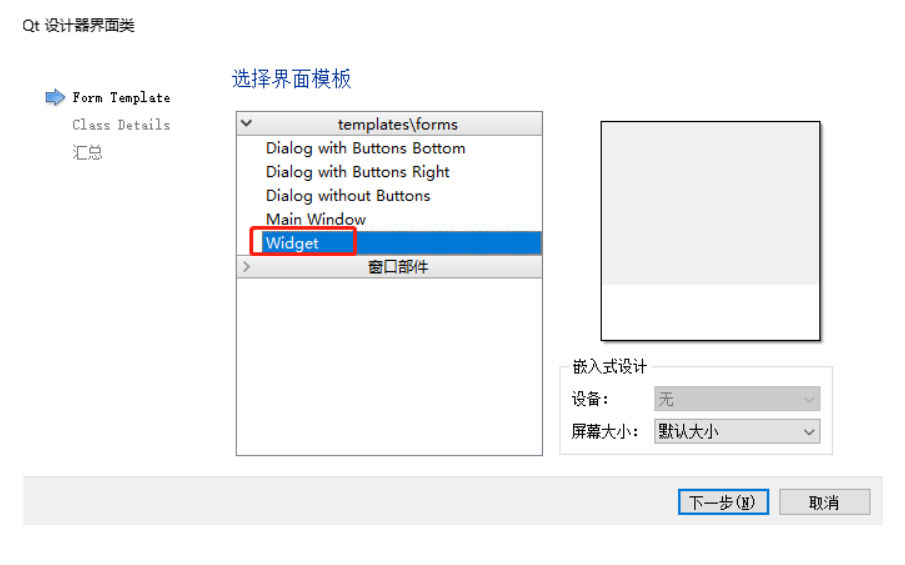 Qt 设计器界面类
选择界面模板
Form Template
Class Details
汇总
templates\forms
Dialog with Buttons Bottom
Dialog with Buttons Right
Dialog without Buttons
Main Window
Widget
窗口部件
嵌入式设计
设备：
无
屏幕大小：
默认大小
下一步(N)
取消